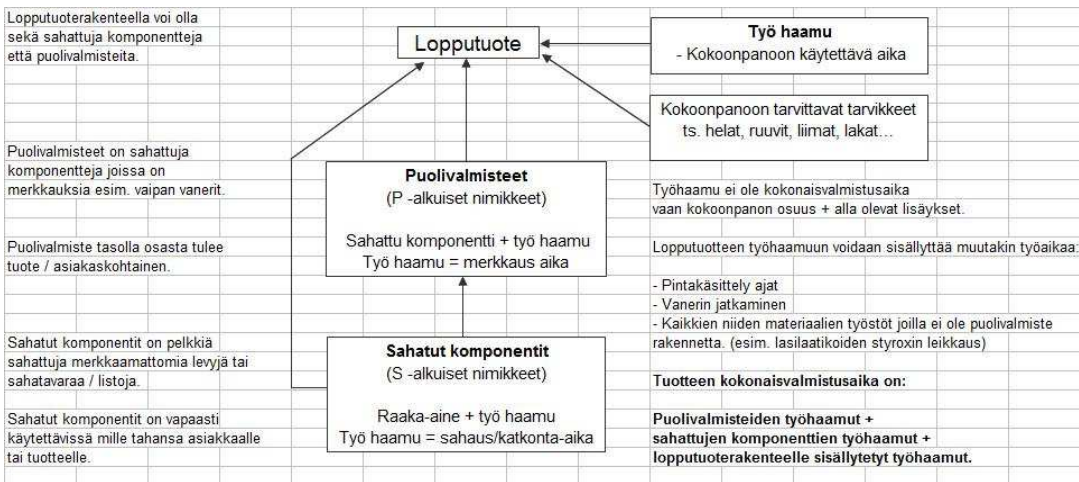 Lopputuoterakenteella voi olla
sekä sahattuja komponentteja
että puolivalmisteita.
Lopputuote
Työ haamu
- Kokoonpanoon käytettävä aika
Kokoonpanoon tarvittavat tarvikkeet
ts. helat, ruuvit, liimat, lakat...
Puolivalmisteet on sahattuja
komponentteja joissa on
merkkauksia esim. vaipan vanerit.
Puolivalmisteet
(P -alkuiset nimikkeet)
Sahattu komponentti + työ haamu
Työ haamu = merkkaus aika
Työhaamu ei ole kokonaisvalmistusaika
vaan kokoonpanon osuus + alla olevat lisäykset.
Puolivalmiste tasolla osasta tulee
tuote / asiakaskohtainen.
Lopputuotteen työhaamuun voidaan sisällyttää muutakin työaikaa:
- Pintakäsittely ajat
- Vanerin jatkaminen
- Kaikkien niiden materiaalien työstöt joilla ei ole puolivalmiste
rakennetta. (esim. lasilaatikoiden styroxin leikkaus)
Sahatut komponentit on pelkkiä
sahattuja merkkaamattomia levyjä tai
sahatavaraa / listoja.
Sahatut komponentit
(S -alkuiset nimikkeet)
Raaka-aine + työ haamu
Työ haamu = sahaus/katkonta-aika
Sahatut komponentit on vapaasti
käytettävissä mille tahansa asiakkaalle
tai tuotteelle.
Tuotteen kokonaisvalmistusaika on:
Puolivalmisteiden työhaamut +
sahattujen komponenttien työhaamut +
lopputuoterakenteelle sisällytetyt työhaamut.